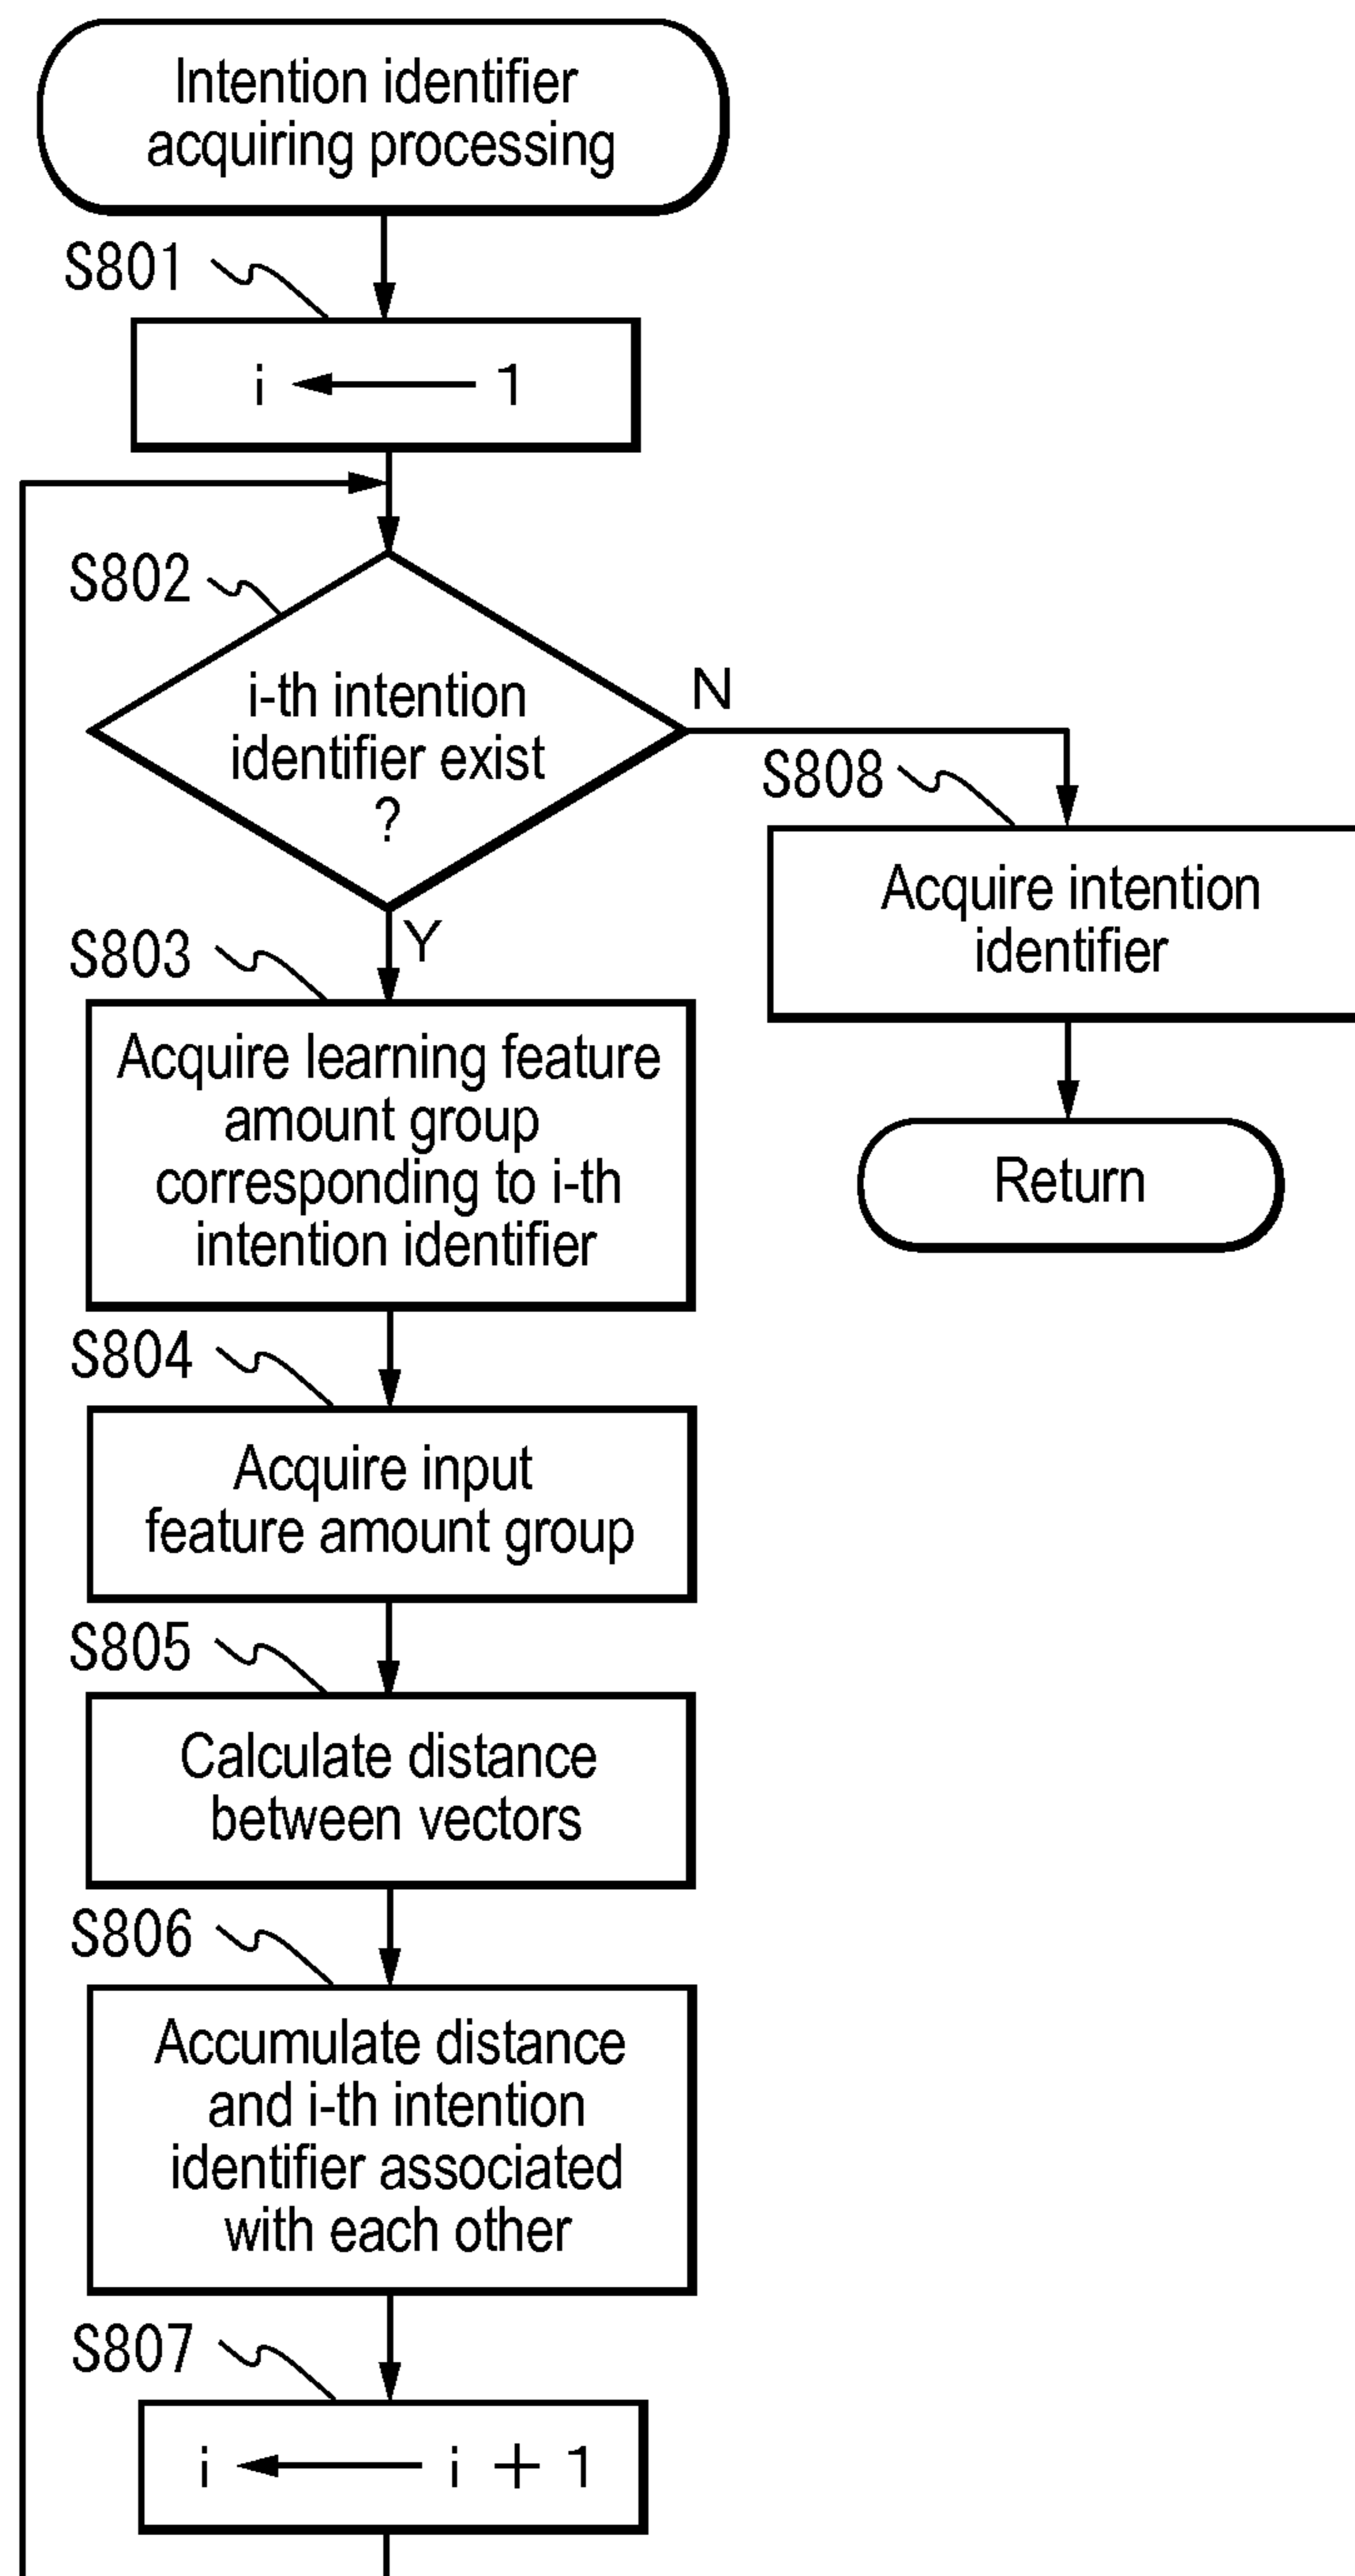 Intention identifier
acquiring processing
S801
i ← 1
S802
i-th intention
identifier exist
?
N
Y
S808
Acquire intention
identifier
Return
S803
Acquire learning feature
amount group
corresponding to i-th
intention identifier
S804
Acquire input
feature amount group
S805
Calculate distance
between vectors
S806
Accumulate distance
and i-th intention
identifier associated
with each other
S807
i ← i + 1